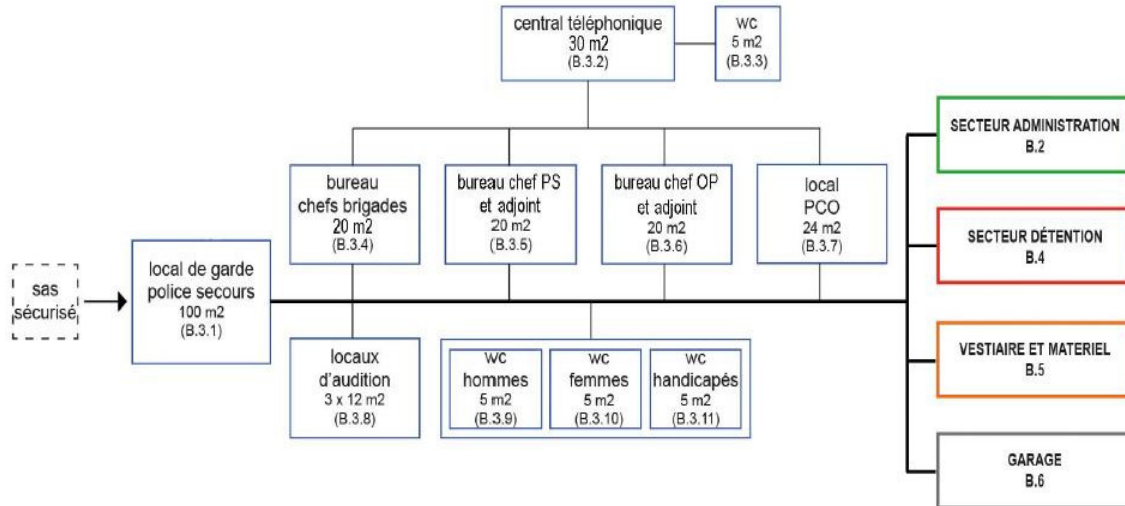 central téléphonique
30 m2
(B.3.2)
wc
5 m2
(B.3.3)
bureau
chefs brigades
20 m2
(B.3.4)
bureau chef PS
et adjoint
20 m2
(B.3.5)
bureau chef OP
et adjoint
20 m2
(B.3.6)
local
PCO
24 m2
(B.3.7)
sas
sécurisé
local de garde
police secours
100 m2
(B.3.1)
locaux
d'audition
3 x 12 m2
(B.3.8)
wc
hommes
5 m2
(B.3.9)
wc
femmes
5 m2
(B.3.10)
wc
handicapés
5 m2
(B.3.11)
SECTEUR ADMINISTRATION
B.2
SECTEUR DÉTENTION
B.4
VESTIAIRE ET MATERIEL
B.5
GARAGE
B.6